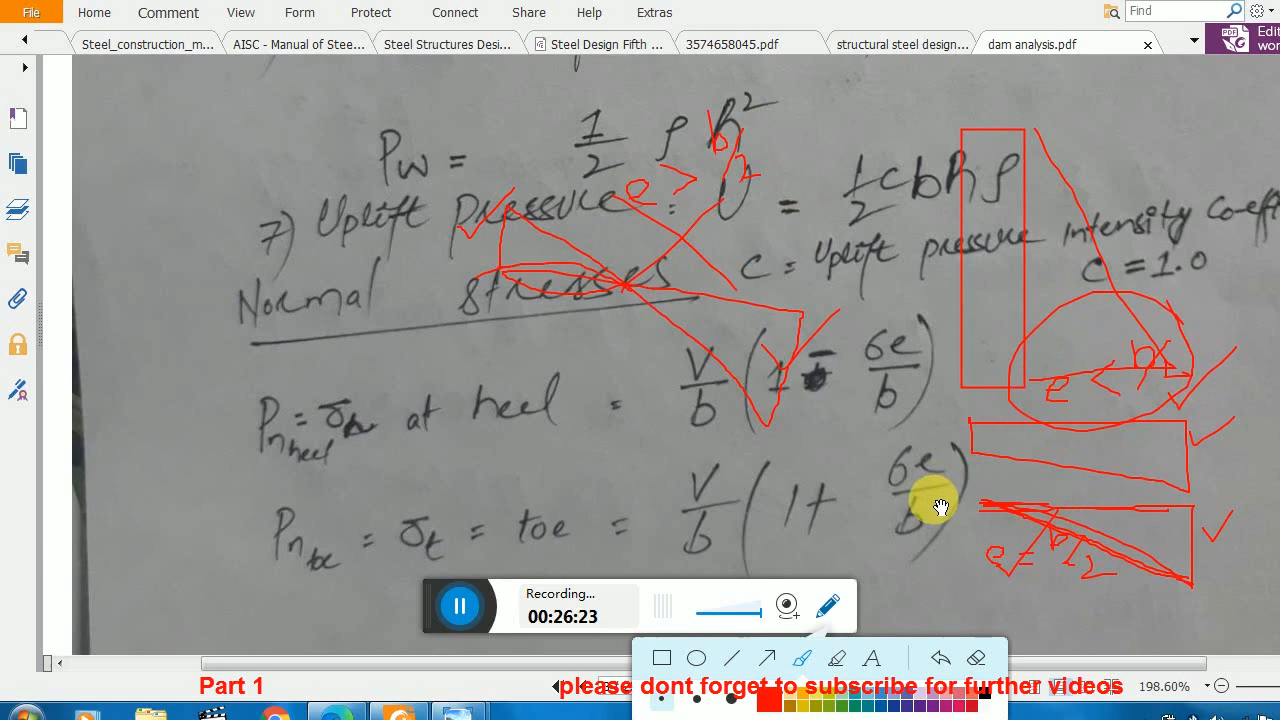 File Home Comment View Form Protect Connect Share Help Extras Find
Steel_construction_m... AISC - Manual of Stee... Steel Structures Desi... Steel Design Fifth ... 3574658045.pdf structural steel design... dam analysis.pdf Edit
wor
Pw = 1/2 ρ h²
7) Uplift pressure : U = 1/2 c b h ρ
e > b/2
C = Uplift pressure Intensity Coeffi
C = 1.0
Normal stresses
Pn heel = σh at heel = V/b (1 - 6e/b)
e < b/2
Pn toe = σt = toe = V/b (1+ 6e/b)
e = b/2
Recording...
00:26:23
A
Part 1 please dont forget to subscribe for further videos 198.60%